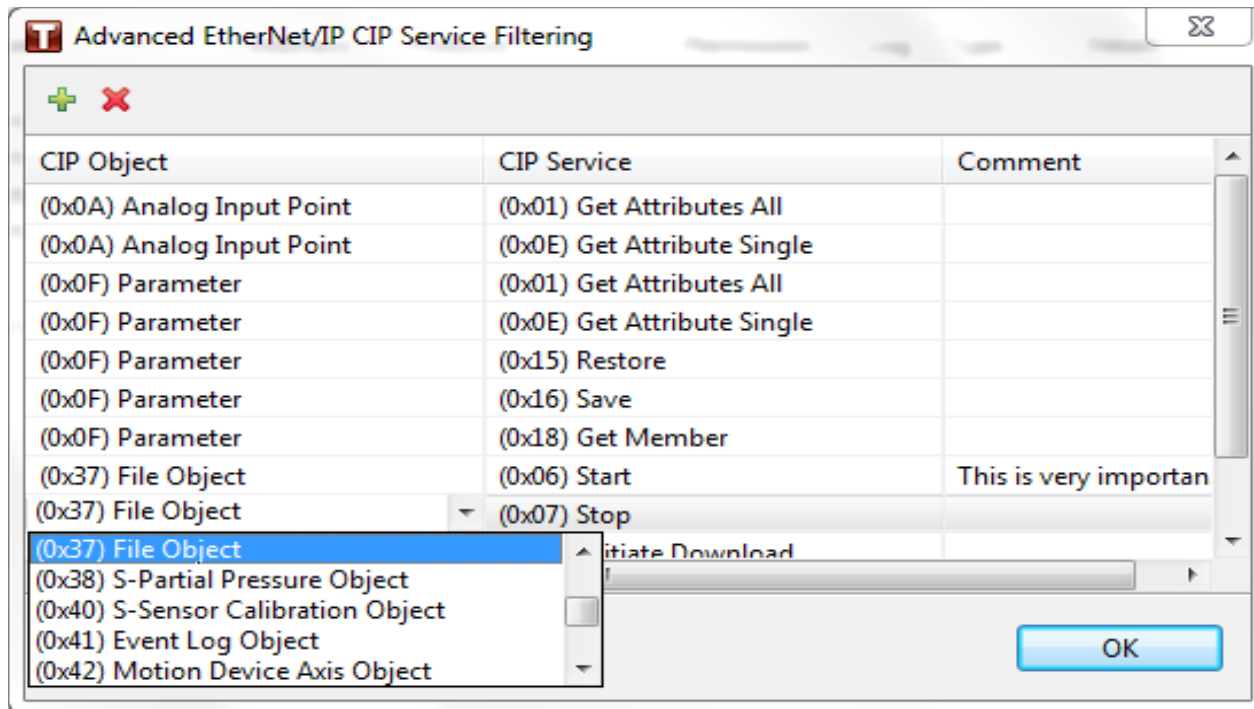 T Advanced EtherNet/IP CIP Service Filtering
CIP Object CIP Service Comment
(0x0A) Analog Input Point (0x01) Get Attributes All
(0x0A) Analog Input Point (0x0E) Get Attribute Single
(0x0F) Parameter (0x01) Get Attributes All
(0x0F) Parameter (0x0E) Get Attribute Single
(0x0F) Parameter (0x15) Restore
(0x0F) Parameter (0x16) Save
(0x0F) Parameter (0x18) Get Member
(0x37) File Object (0x06) Start This is very importan
(0x37) File Object (0x07) Stop
(0x37) File Object itiate Download
(0x38) S-Partial Pressure Object
(0x40) S-Sensor Calibration Object
(0x41) Event Log Object
(0x42) Motion Device Axis Object
OK